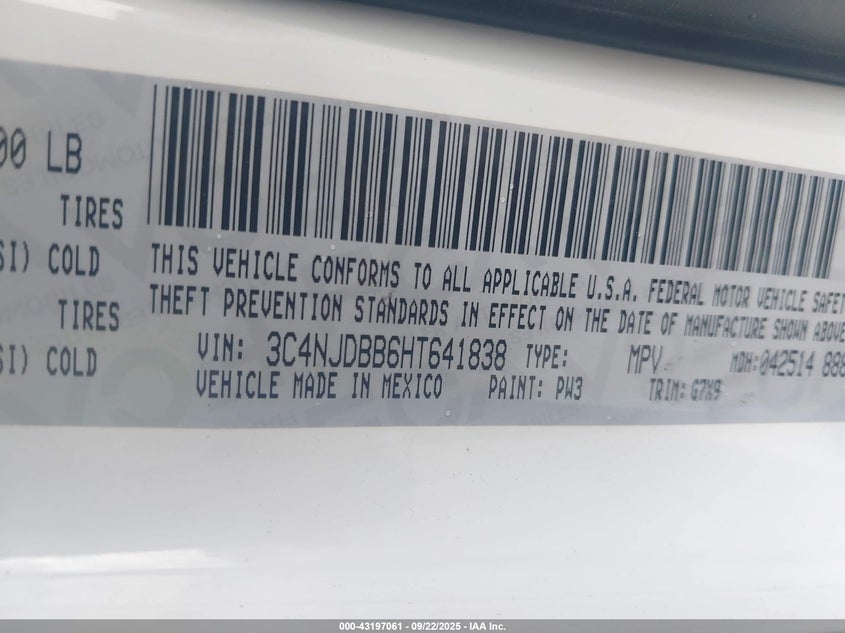 00 LB
TIRES
SI) COLD
TIRES
SI) COLD
THIS VEHICLE CONFORMS TO ALL APPLICABLE U.S.A. FEDERAL MOTOR VEHICLE SAFET
THEFT PREVENTION STANDARDS IN EFFECT ON THE DATE OF MANUFACTURE SHOWN ABOVE
VIN: 3C4NJDBB6HT641838 TYPE: MPV MDH:042514 888
VEHICLE MADE IN MEXICO PAINT: PW3 TRIM: G7X9
000-43197061 - 09/22/2025 - IAA Inc.